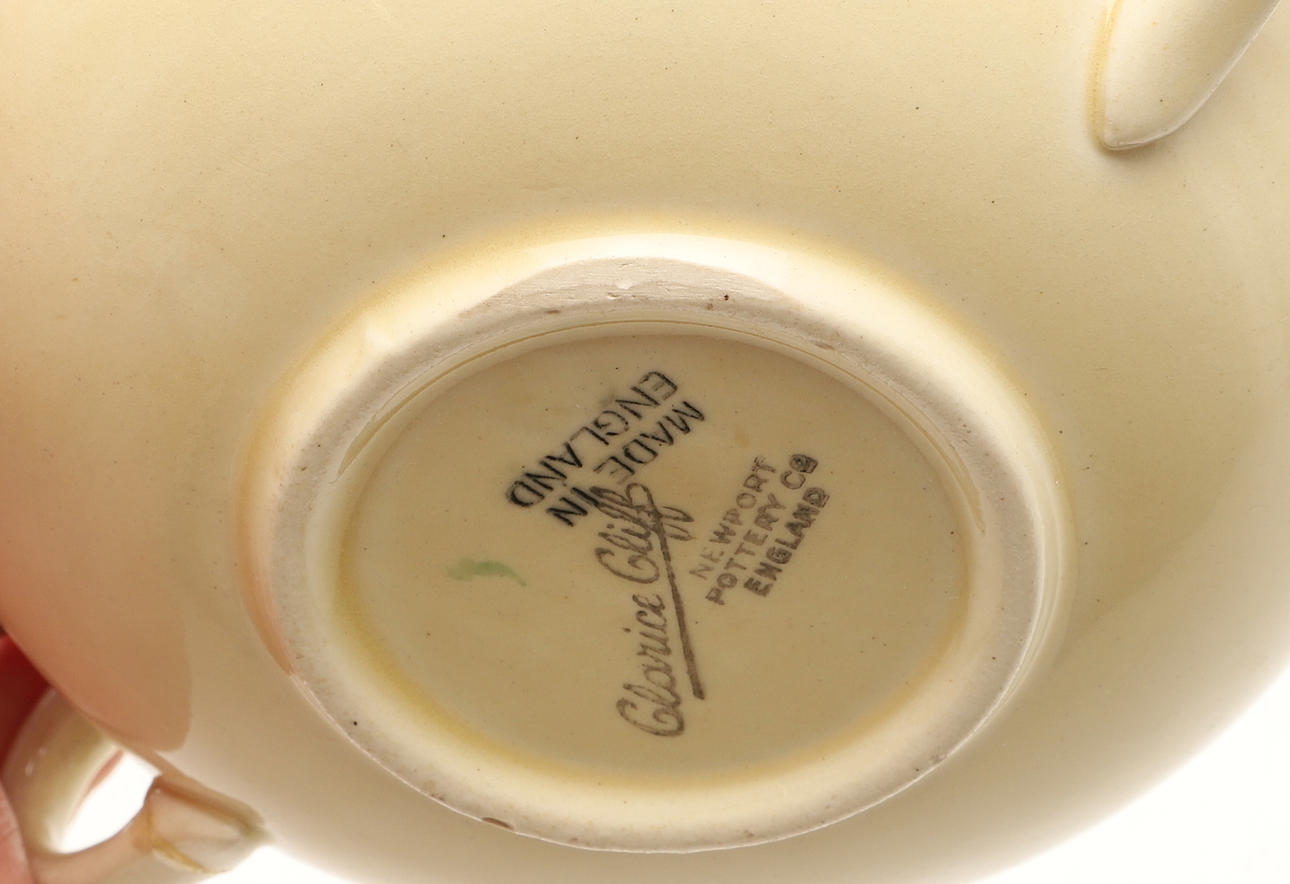 MADE IN
ENGLAND
Clarice Cliff
NEWPORT
POTTERY CO
ENGLAND